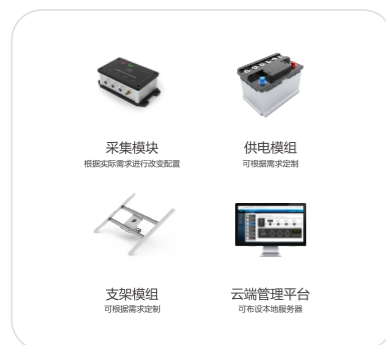 采集模块
根据实际需求进行改变配置
供电模组
可根据需求定制
支架模组
可根据需求定制
云端管理平台
可布设本地服务器